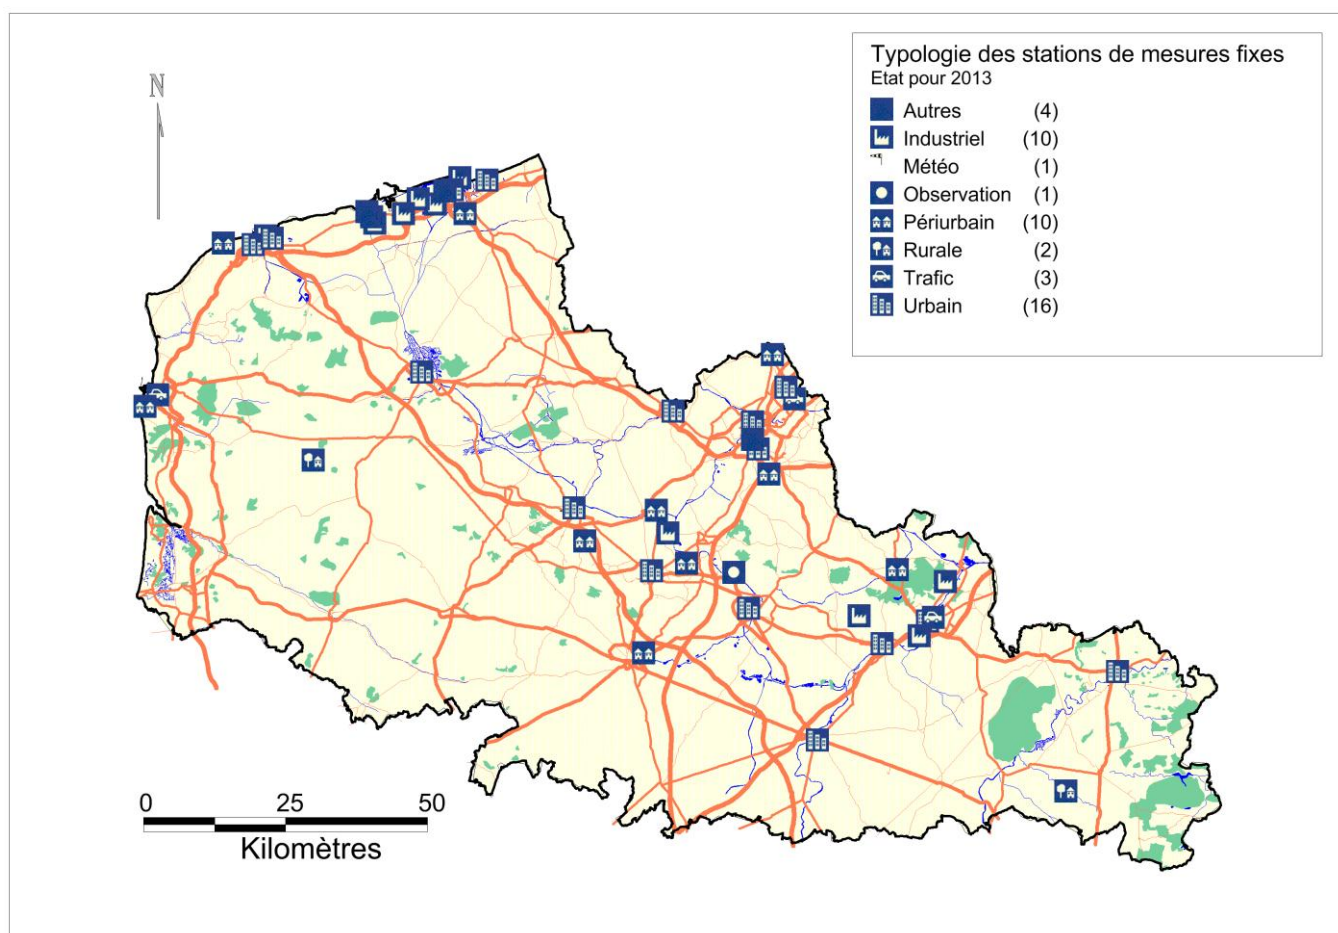 Typologie des stations de mesures fixes
Etat pour 2013
Autres (4)
Industriel (10)
Météo (1)
Observation (1)
Périurbain (10)
Rurale (2)
Trafic (3)
Urbain (16)
N
0 25 50
Kilomètres